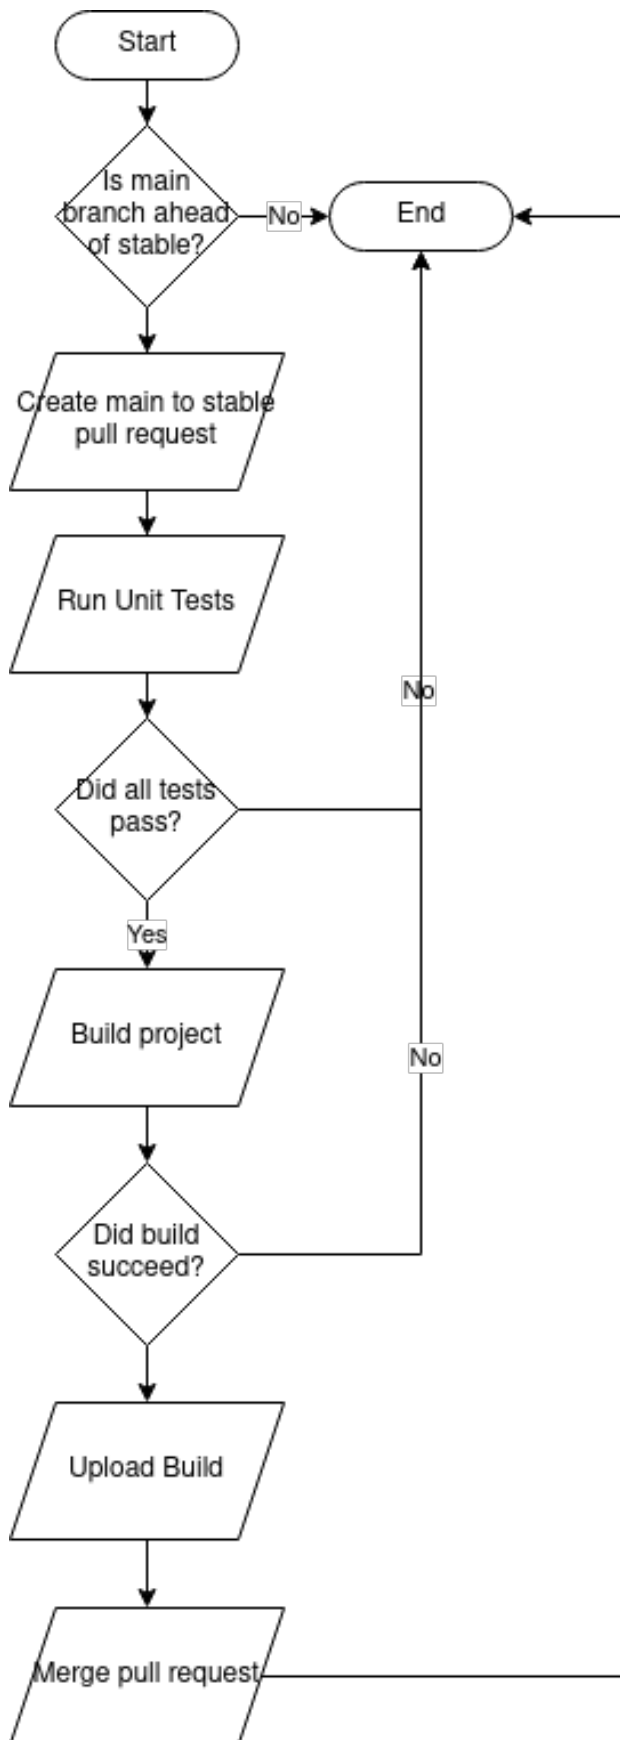 Start
Is main
branch ahead
of stable?
No
End
Create main to stable
pull request
Run Unit Tests
No
Did all tests
pass?
Yes
Build project
No
Did build
succeed?
Upload Build
Merge pull request